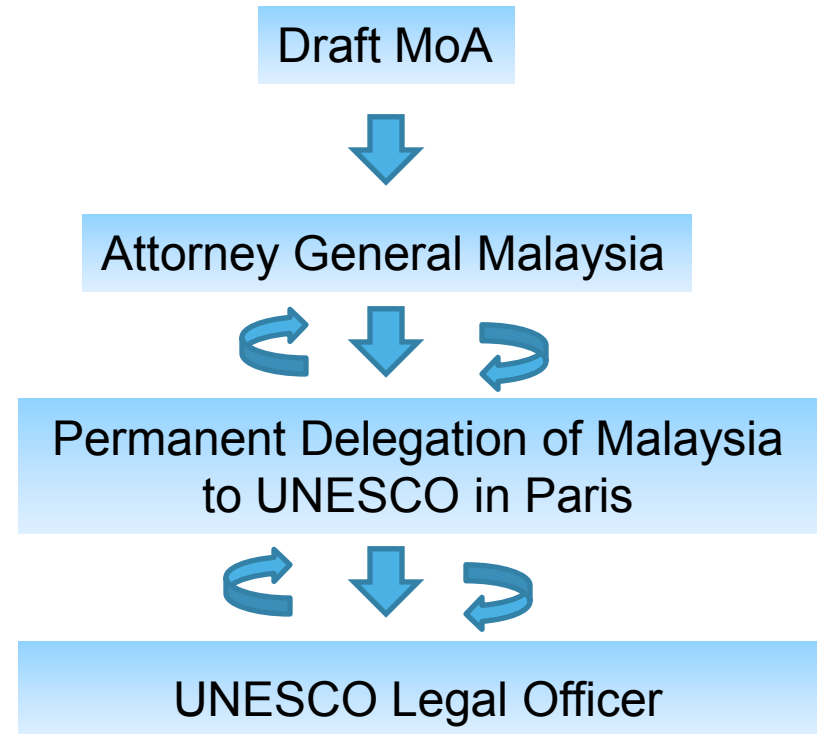 Draft MoA
Attorney General Malaysia
Permanent Delegation of Malaysia
to UNESCO in Paris
UNESCO Legal Officer